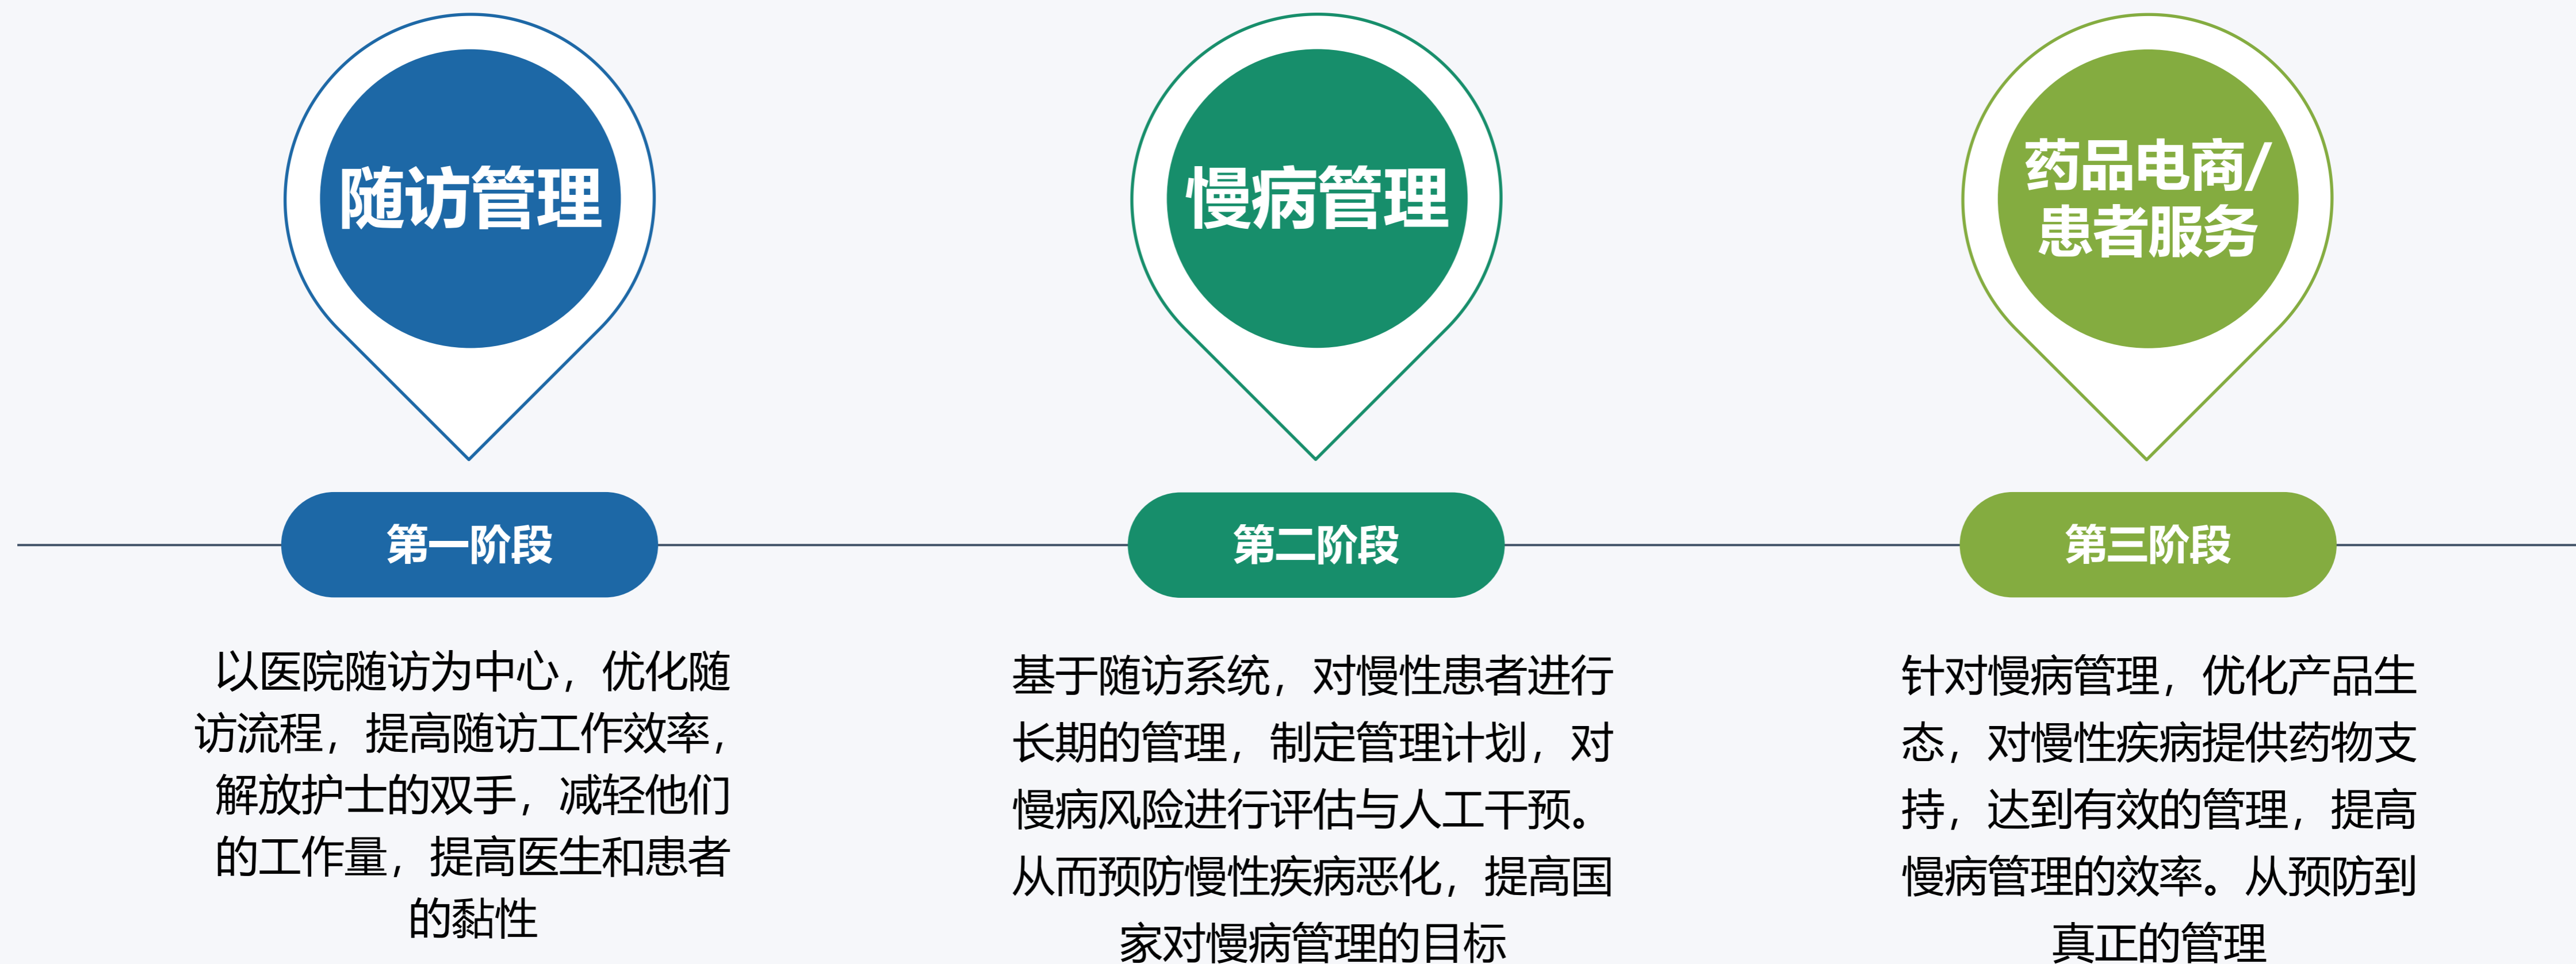 随访管理
第一阶段
以医院随访为中心，优化随
访流程，提高随访工作效率，
解放护士的双手，减轻他们
的工作量，提高医生和患者
的黏性
慢病管理
第二阶段
基于随访系统，对慢性患者进行
长期的管理，制定管理计划，对
慢病风险进行评估与人工干预。
从而预防慢性疾病恶化，提高国
家对慢病管理的目标
药品电商/
患者服务
第三阶段
针对慢病管理，优化产品生
态，对慢性疾病提供药物支
持，达到有效的管理，提高
慢病管理的效率。从预防到
真正的管理